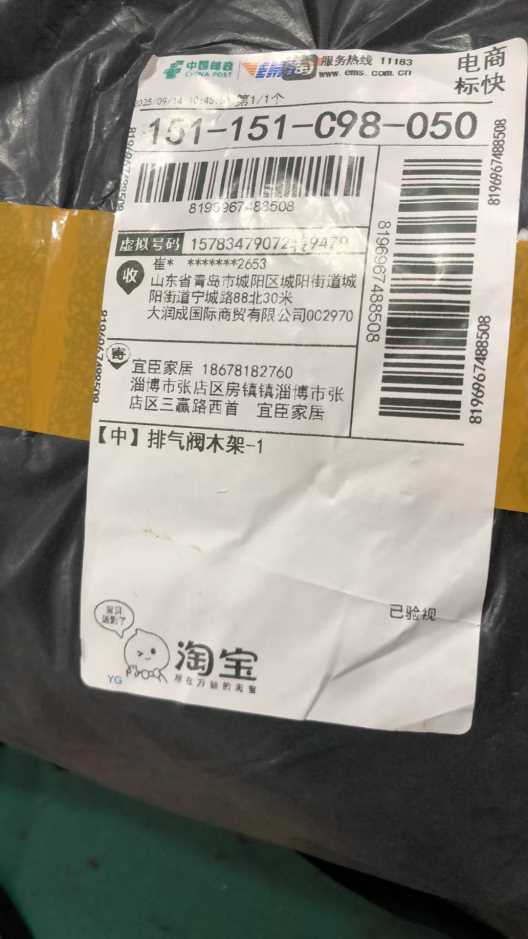 中国邮政
CHINA POST
EMS
服务热线 11183
www.ems.com.cn
电商
标快
第1/1个
151-151-C98-050
8196967488508
8196967488508
虚拟号码
收
崔* *******2653
山东省青岛市城阳区城阳街道城
阳街道宁城路88北30米
大润成国际商贸有限公司OC2970
寄
宜臣家居 18678182760
淄博市张店区房镇镇淄博市张
店区三赢路西首 宜臣家居
8196967488508
8196967488508
8196967488508
8196967488508
【中】排气阀木架-1
已验视
淘宝
YG